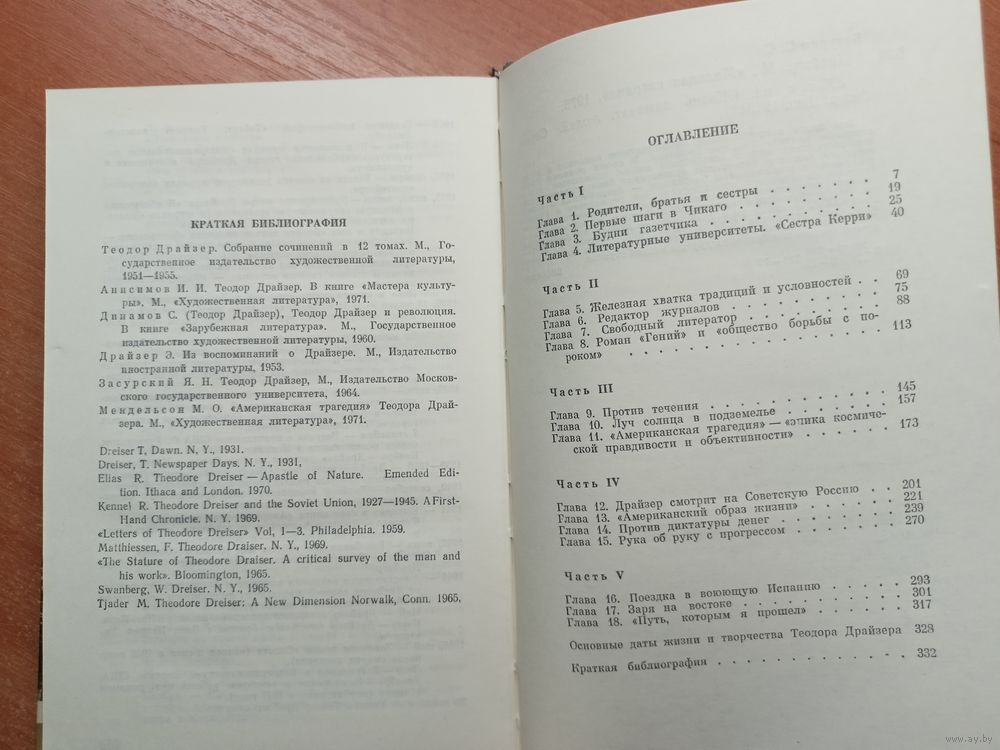 КРАТКАЯ БИБЛИОГРАФИЯ
Теодор Драйзер. Собрание сочинений в 12 томах. М., Го-
сударственное издательство художественной литературы,
1951—1955.
Анисимов И. И. Теодор Драйзер. В книге «Мастера культу-
ры». М., «Художественная литература», 1971.
Динамов С. (Теодор Драйзер), Теодор Драйзер и революция.
В книге «Зарубежная литература». М., Государственное
издательство художественной литературы, 1960.
Драйзер Э. Из воспоминаний о Драйзере. М., Издательство
иностранной литературы, 1953.
Засурский Я. Н. Теодор Драйзер, М., Издательство Москов-
ского государственного университета, 1964.
Мендельсон М. О. «Американская трагедия» Теодора Драй-
зера. М., «Художественная литература», 1971.
Dreiser T, Dawn. N. Y., 1931.
Dreiser, T. Newspaper Days. N. Y., 1931,
Elias R. Theodore Dreiser — Apastle of Nature. Emended Edi-
tion. Ithaca and London. 1970.
Kennel R. Theodore Dreiser and the Soviet Union, 1927—1945. A First-
Hand Chronicle. N. Y. 1969.
«Letters of Theodore Dreiser» Vol, 1—3. Philadelphia. 1959.
Matthiessen, F. Theodore Draiser. N. Y., 1969.
«The Stature of Theodore Draiser. A critical survey of the man and
his work». Bloomington, 1965.
Swanberg, W. Dreiser. N. Y., 1965.
Tjader M. Theodore Dreiser: A New Dimension Norwalk, Conn. 1965,
ОГЛАВЛЕНИЕ
Часть I
Глава 1. Родители, братья и сестры . . . . . . . 7
Глава 2. Первые шаги в Чикаго . . . . . . . . 19
Глава 3. Будни газетчика . . . . . . . . . 25
Глава 4. Литературные университеты. «Сестра Керри» 40
Часть II
Глава 5. Железная хватка традиций и условностей . . 69
Глава 6. Редактор журналов . . . . . . . . 75
Глава 7. Свободный литератор . . . . . . . 88
Глава 8. Роман «Гений» и «общество борьбы с по-
роком» . . . . . . . . . . . 113
Часть III
Глава 9. Против течения . . . . . . . . . 145
Глава 10. Луч солнца в подземелье . . . . . . 157
Глава 11. «Американская трагедия» — «эпика космиче-
ской правдивости и объективности» . . . . . . 173
Часть IV
Глава 12. Драйзер смотрит на Советскую Россию . . 201
Глава 13. «Американский образ жизни» . . . . . 221
Глава 14. Против диктатуры денег . . . . . . 239
Глава 15. Рука об руку с прогрессом . . . . . . 270
Часть V
Глава 16. Поездка в воюющую Испанию . . . . . 293
Глава 17. Заря на востоке . . . . . . . . 301
Глава 18. «Путь, которым я прошел» . . . . . . 317
Основные даты жизни и творчества Теодора Драйзера 328
Краткая библиография . . . . . . . . . . 332
www.ay.by